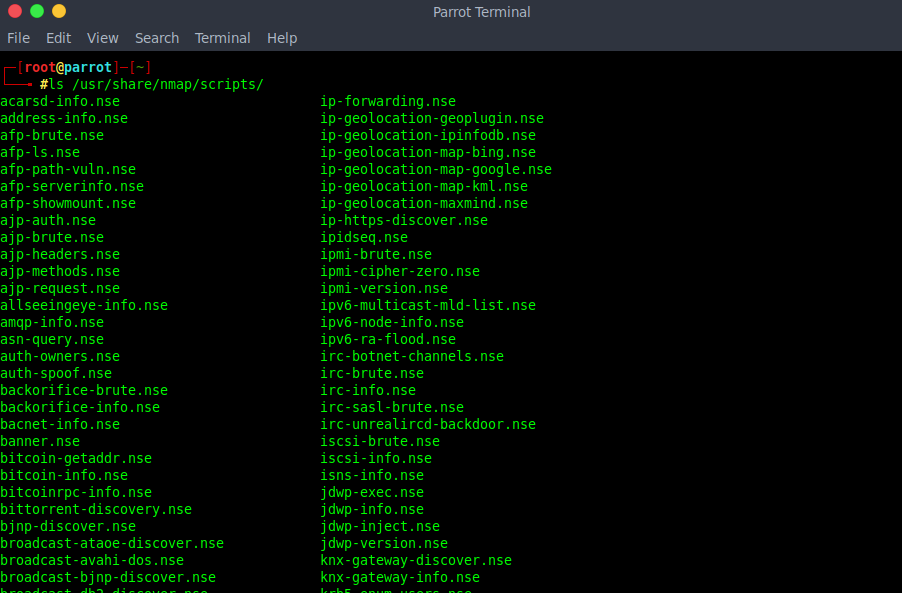 Parrot Terminal
File Edit View Search Terminal Help
┌─[root@parrot]─[~]
└──╼ #ls /usr/share/nmap/scripts/
acarsd-info.nse ip-forwarding.nse
address-info.nse ip-geolocation-geoplugin.nse
afp-brute.nse ip-geolocation-ipinfodb.nse
afp-ls.nse ip-geolocation-map-bing.nse
afp-path-vuln.nse ip-geolocation-map-google.nse
afp-serverinfo.nse ip-geolocation-map-kml.nse
afp-showmount.nse ip-geolocation-maxmind.nse
ajp-auth.nse ip-https-discover.nse
ajp-brute.nse ipidseq.nse
ajp-headers.nse ipmi-brute.nse
ajp-methods.nse ipmi-cipher-zero.nse
ajp-request.nse ipmi-version.nse
allseeingeye-info.nse ipv6-multicast-mld-list.nse
amqp-info.nse ipv6-node-info.nse
asn-query.nse ipv6-ra-flood.nse
auth-owners.nse irc-botnet-channels.nse
auth-spoof.nse irc-brute.nse
backorifice-brute.nse irc-info.nse
backorifice-info.nse irc-sasl-brute.nse
bacnet-info.nse irc-unrealircd-backdoor.nse
banner.nse iscsi-brute.nse
bitcoin-getaddr.nse iscsi-info.nse
bitcoin-info.nse isns-info.nse
bitcoinrpc-info.nse jdwp-exec.nse
bittorrent-discovery.nse jdwp-info.nse
bjnp-discover.nse jdwp-inject.nse
broadcast-ataoe-discover.nse jdwp-version.nse
broadcast-avahi-dos.nse knx-gateway-discover.nse
broadcast-bjnp-discover.nse knx-gateway-info.nse
broadcast-db2-discover.nse krb5-enum-users.nse